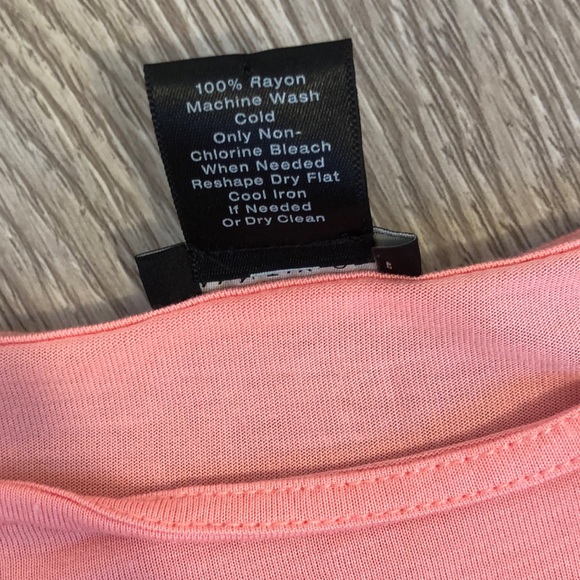 100% Rayon
Machine Wash
Cold
Only Non-
Chlorine Bleach
When Needed
Reshape Dry Flat
Cool Iron
If Needed
Or Dry Clean